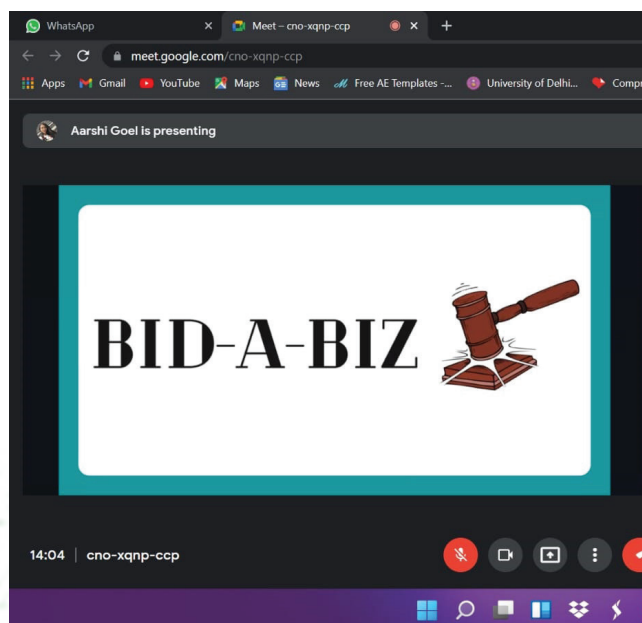 WhatsApp
Meet – cno-xqnp-ccp
meet.google.com/cno-xqnp-ccp
Apps
Gmail
YouTube
Maps
GE
News
Free AE Templates -...
University of Delhi...
Aarshi Goel is presenting
BID-A-BIZ
14:04 | cno-xqnp-ccp